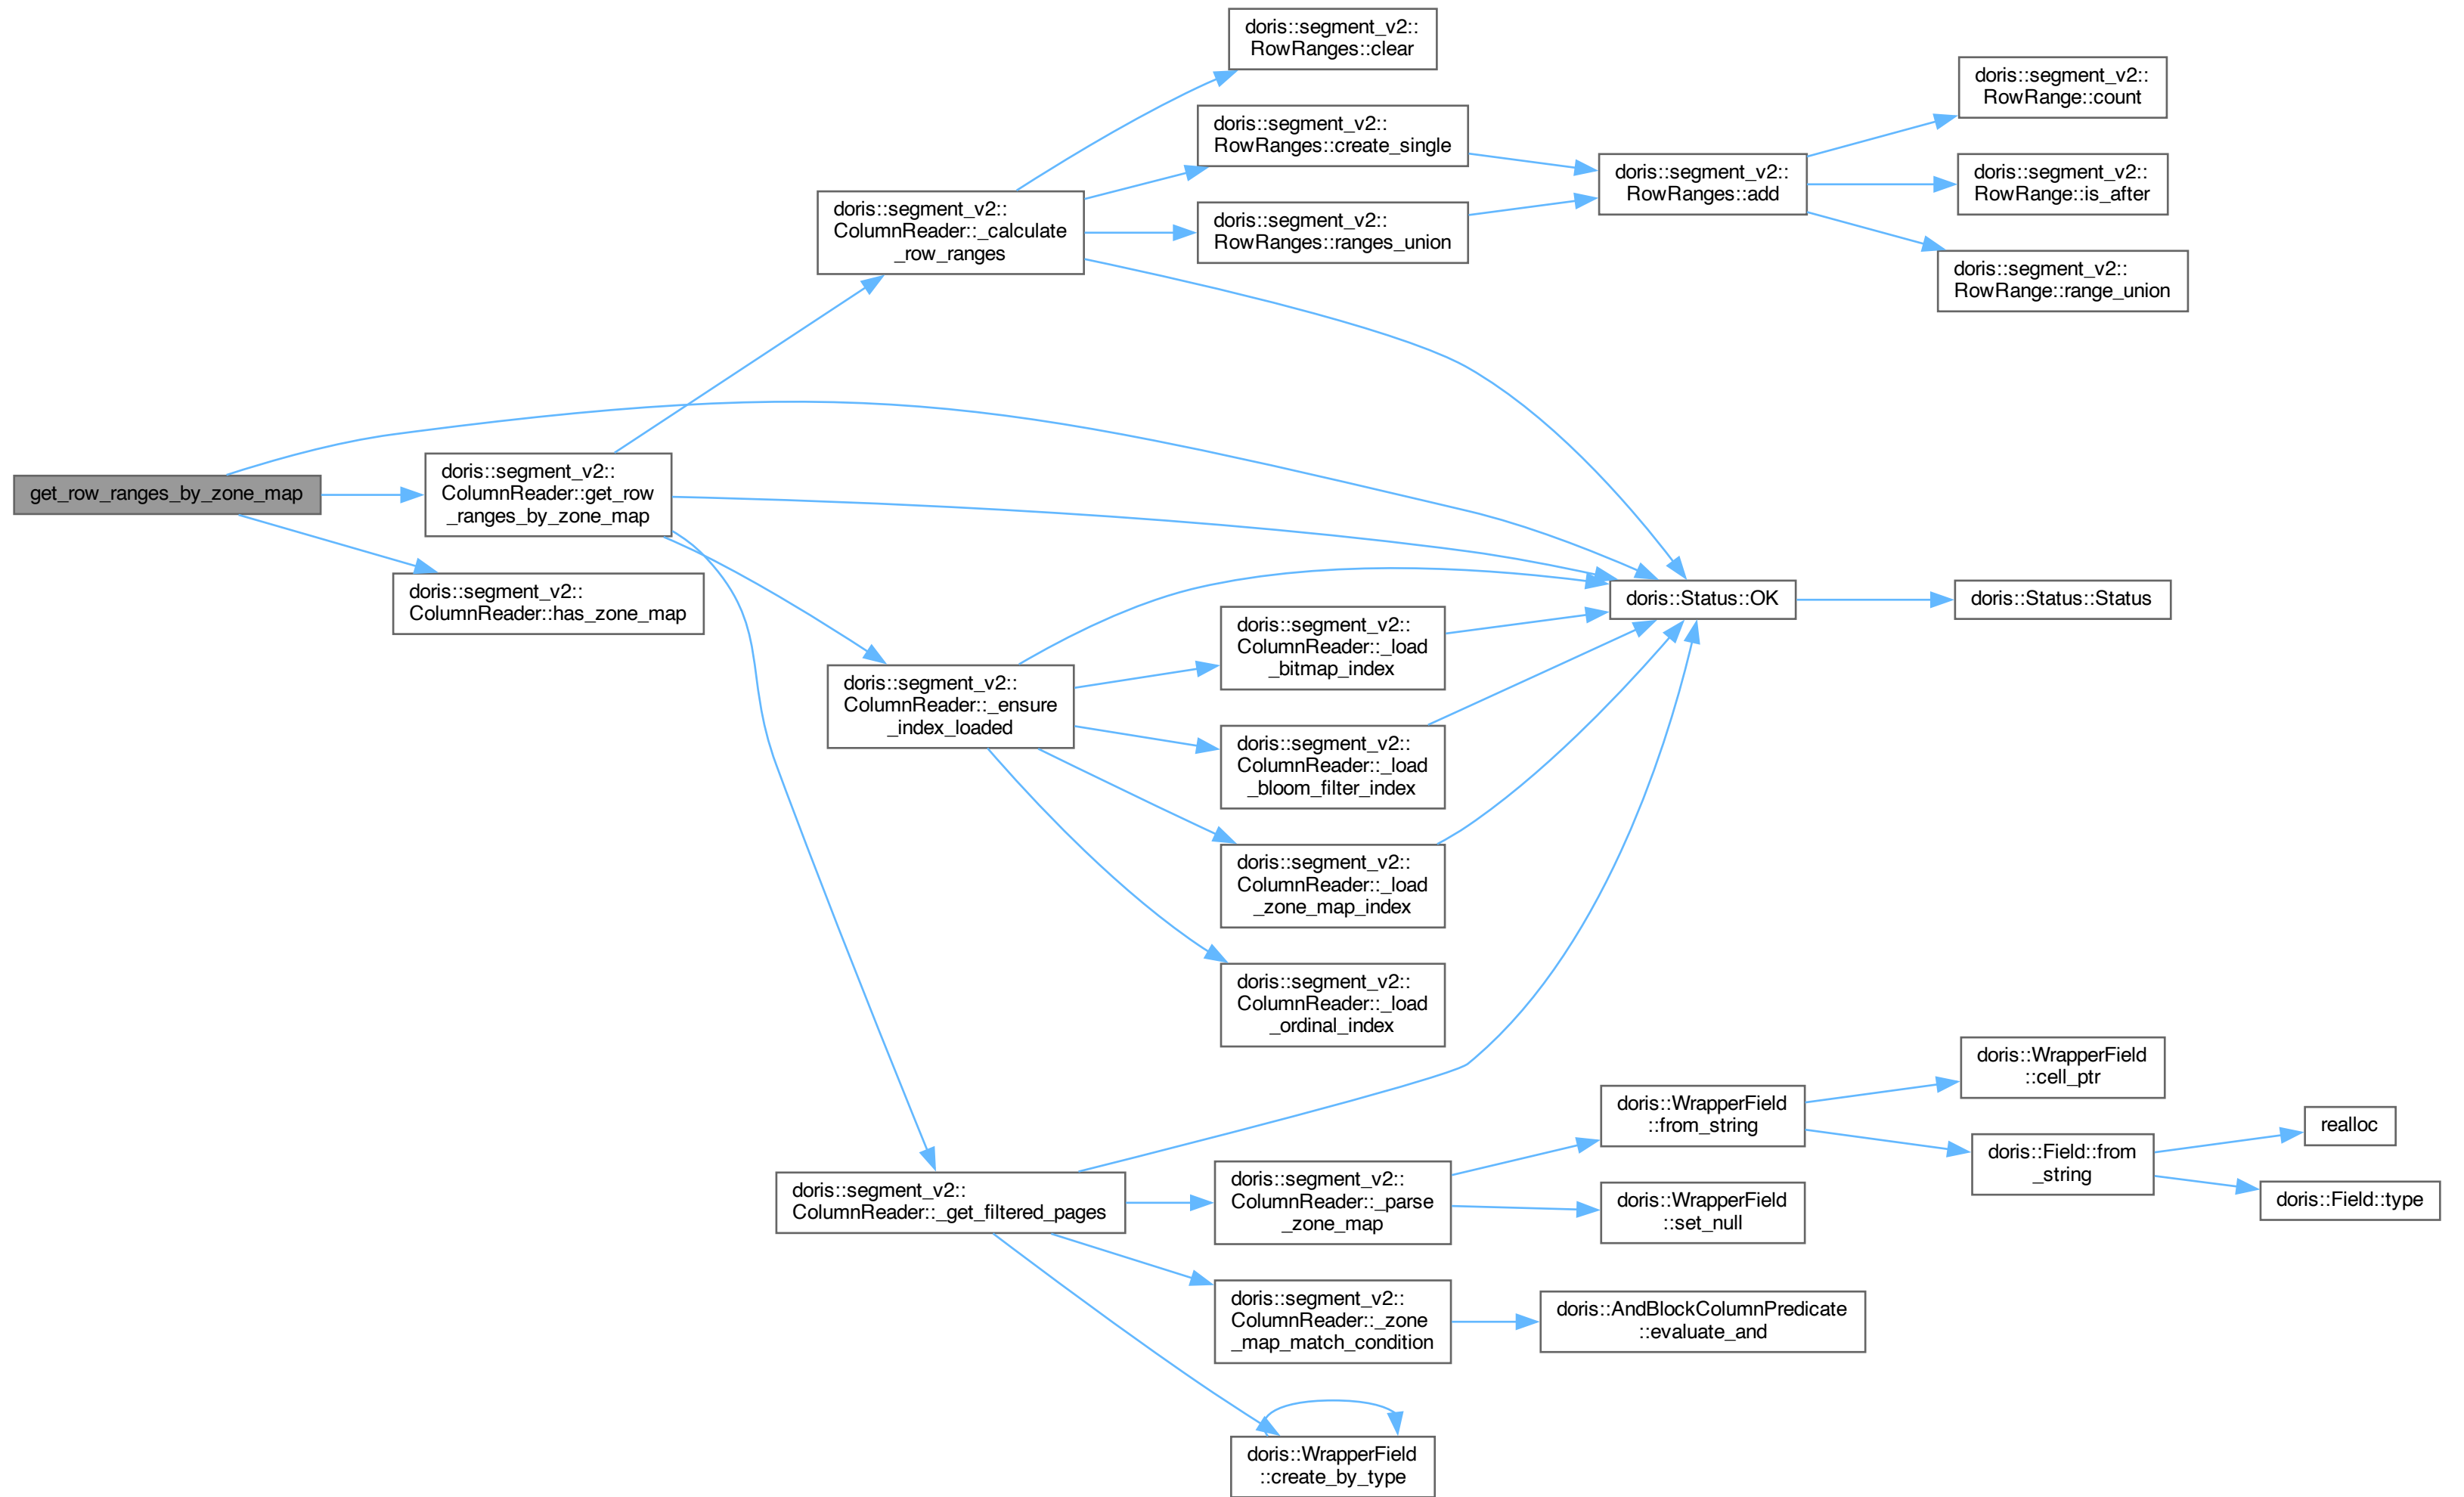 doris::segment_v2::
RowRanges::clear
doris::segment_v2::
RowRange::count
doris::segment_v2::
RowRanges::create_single
doris::segment_v2::
RowRanges::add
doris::segment_v2::
RowRange::is_after
doris::segment_v2::
ColumnReader::_calculate
_row_ranges
doris::segment_v2::
RowRanges::ranges_union
doris::segment_v2::
RowRange::range_union
get_row_ranges_by_zone_map
doris::segment_v2::
ColumnReader::get_row
_ranges_by_zone_map
doris::segment_v2::
ColumnReader::has_zone_map
doris::Status::OK
doris::Status::Status
doris::segment_v2::
ColumnReader::_load
_bitmap_index
doris::segment_v2::
ColumnReader::_ensure
_index_loaded
doris::segment_v2::
ColumnReader::_load
_bloom_filter_index
doris::segment_v2::
ColumnReader::_load
_zone_map_index
doris::segment_v2::
ColumnReader::_load
_ordinal_index
doris::WrapperField
::cell_ptr
doris::WrapperField
::from_string
realloc
doris::Field::from
_string
doris::Field::type
doris::segment_v2::
ColumnReader::_get_filtered_pages
doris::segment_v2::
ColumnReader::_parse
_zone_map
doris::WrapperField
::set_null
doris::segment_v2::
ColumnReader::_zone
_map_match_condition
doris::AndBlockColumnPredicate
::evaluate_and
doris::WrapperField
::create_by_type